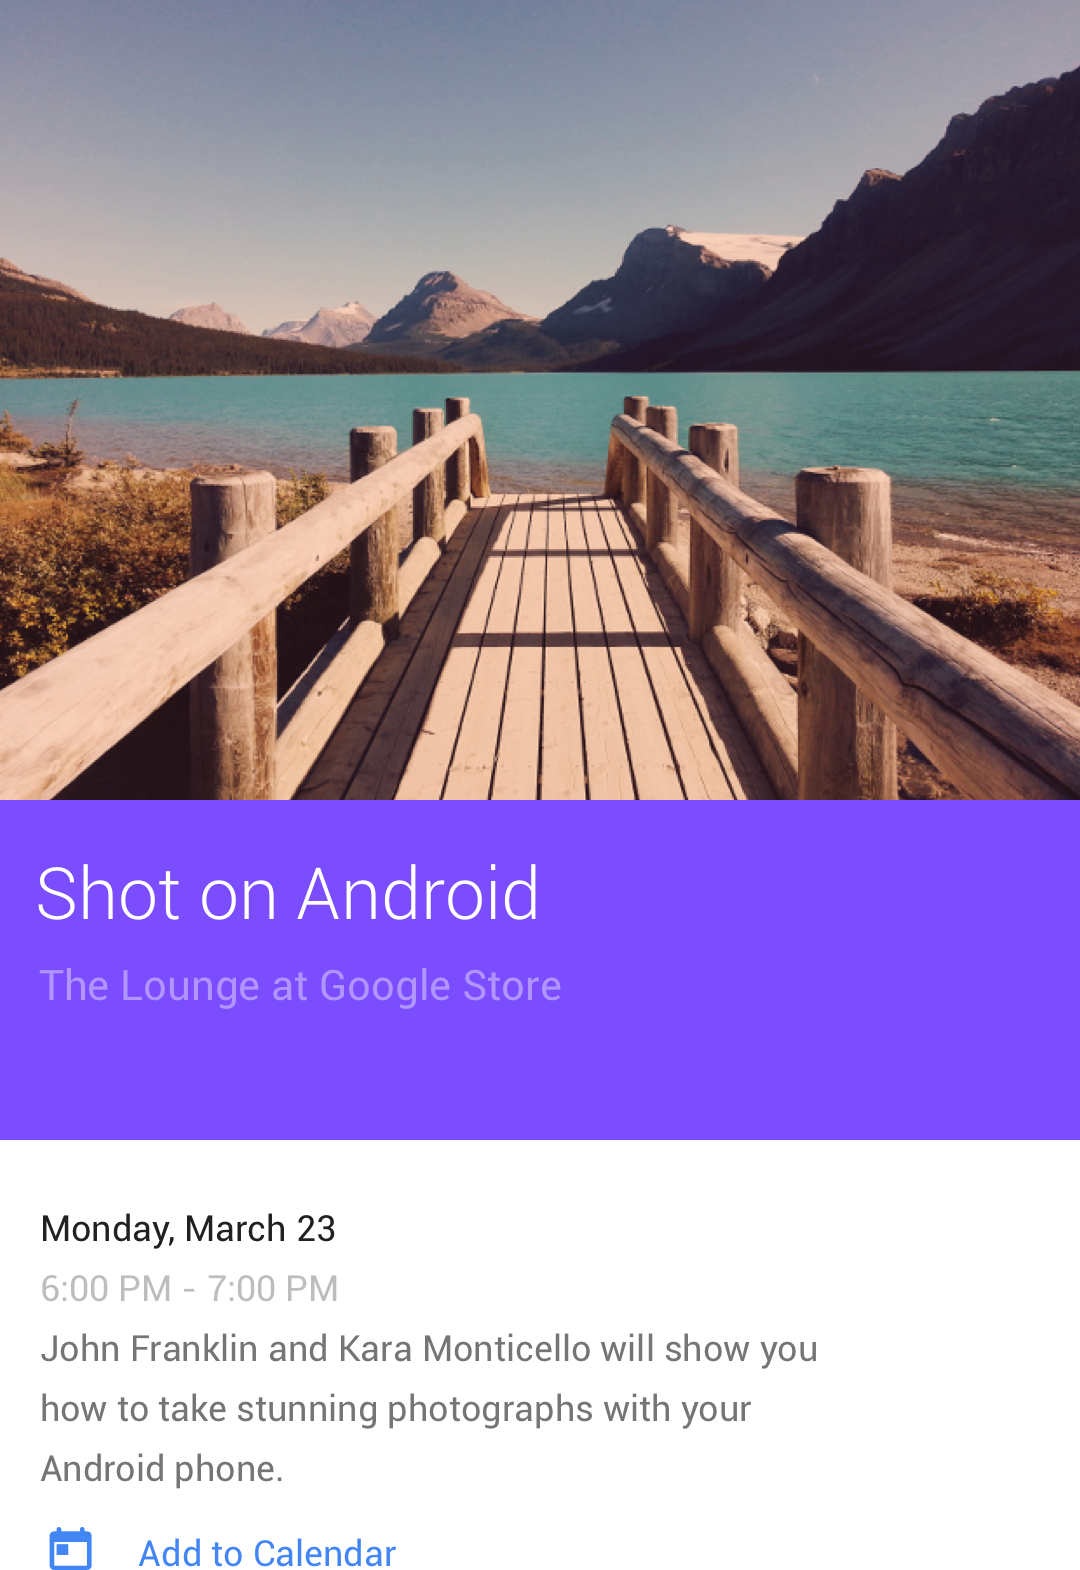 Shot on Android
The Lounge at Google Store
Monday, March 23
6:00 PM - 7:00 PM
John Franklin and Kara Monticello will show you
how to take stunning photographs with your
Android phone.
Add to Calendar